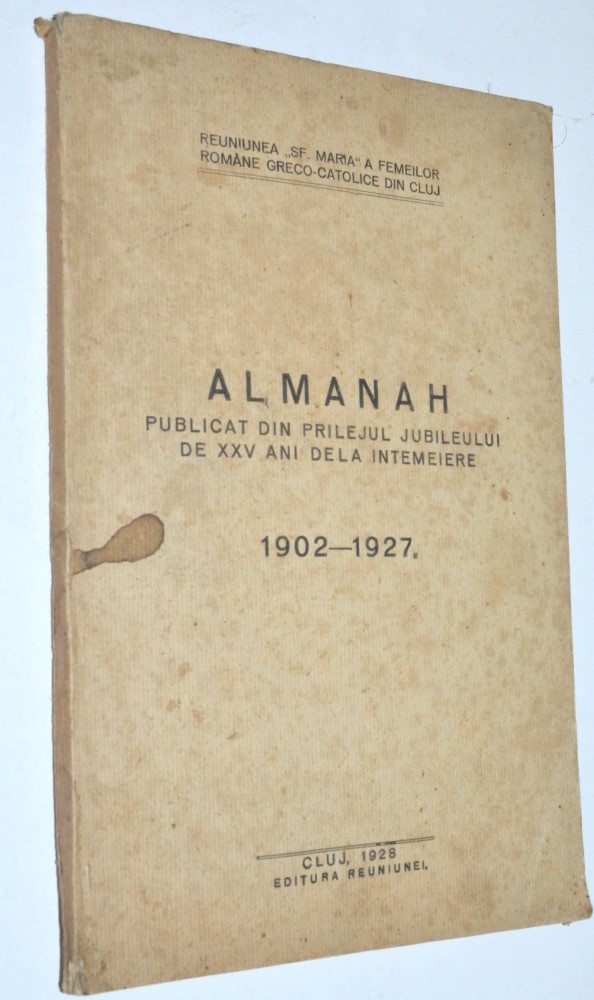 REUNIUNEA „SF. MARIA" A FEMEILOR
ROMÂNE GRECO-CATOLICE DIN CLUJ
ALMANAH
PUBLICAT DIN PRILEJUL JUBILEULUI
DE XXV ANI DELA INTEMEIERE
1902—1927.
CLUJ, 1928
EDITURA REUNIUNEI.